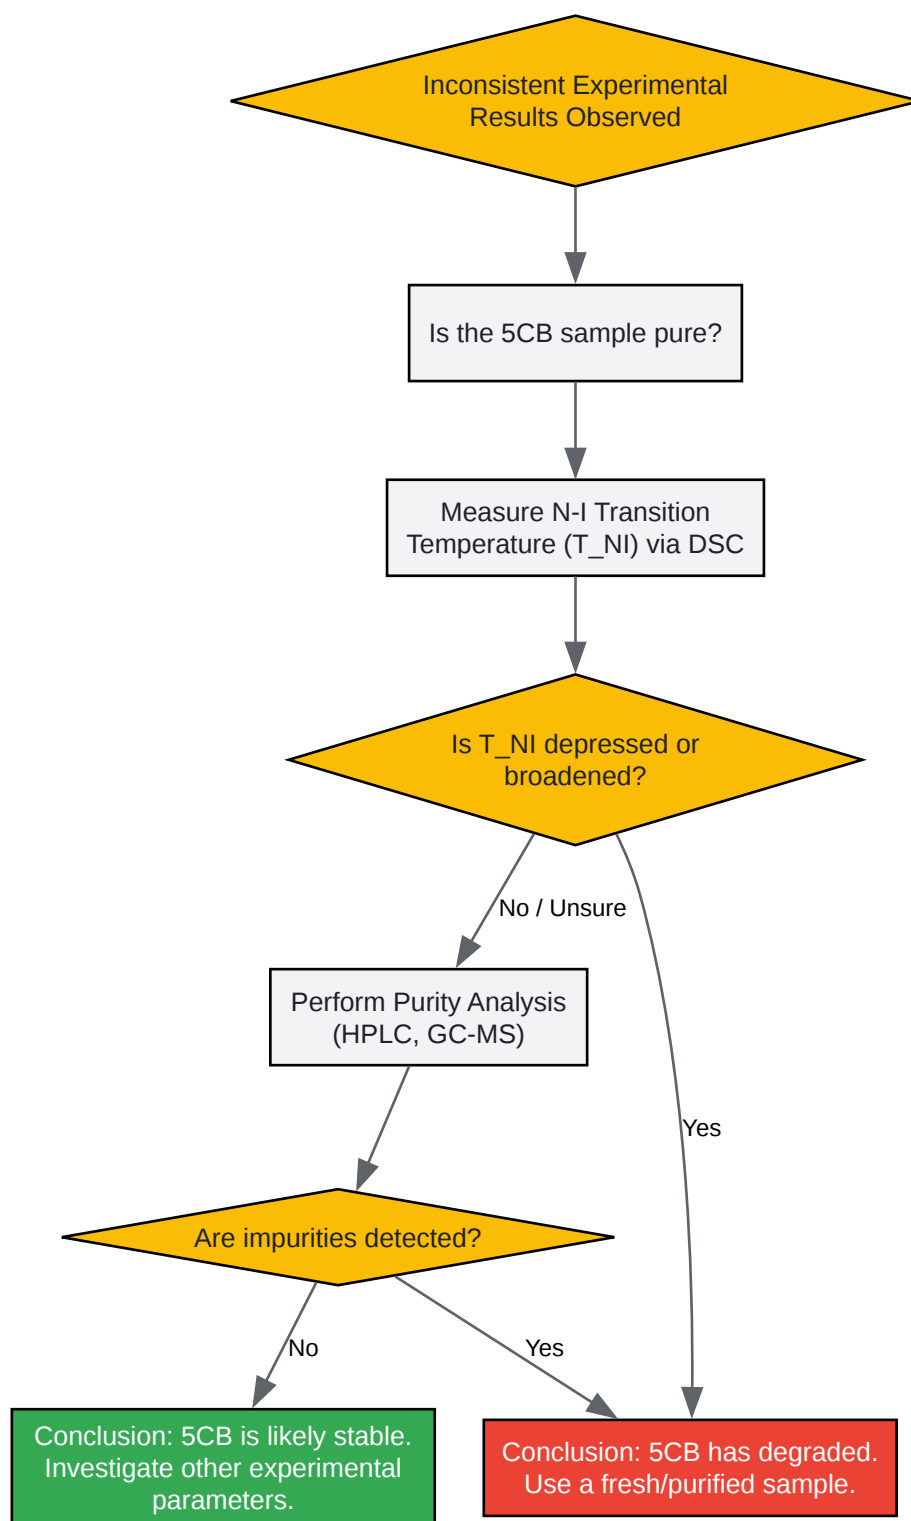 Inconsistent Experimental
Results Observed
Is the 5CB sample pure?
Measure N-I Transition
Temperature (T_NI) via DSC
Is T_NI depressed or
broadened?
No / Unsure
Perform Purity Analysis
(HPLC, GC-MS)
Yes
Are impurities detected?
No
Yes
Conclusion: 5CB is likely stable.
Investigate other experimental
parameters.
Conclusion: 5CB has degraded.
Use a fresh/purified sample.